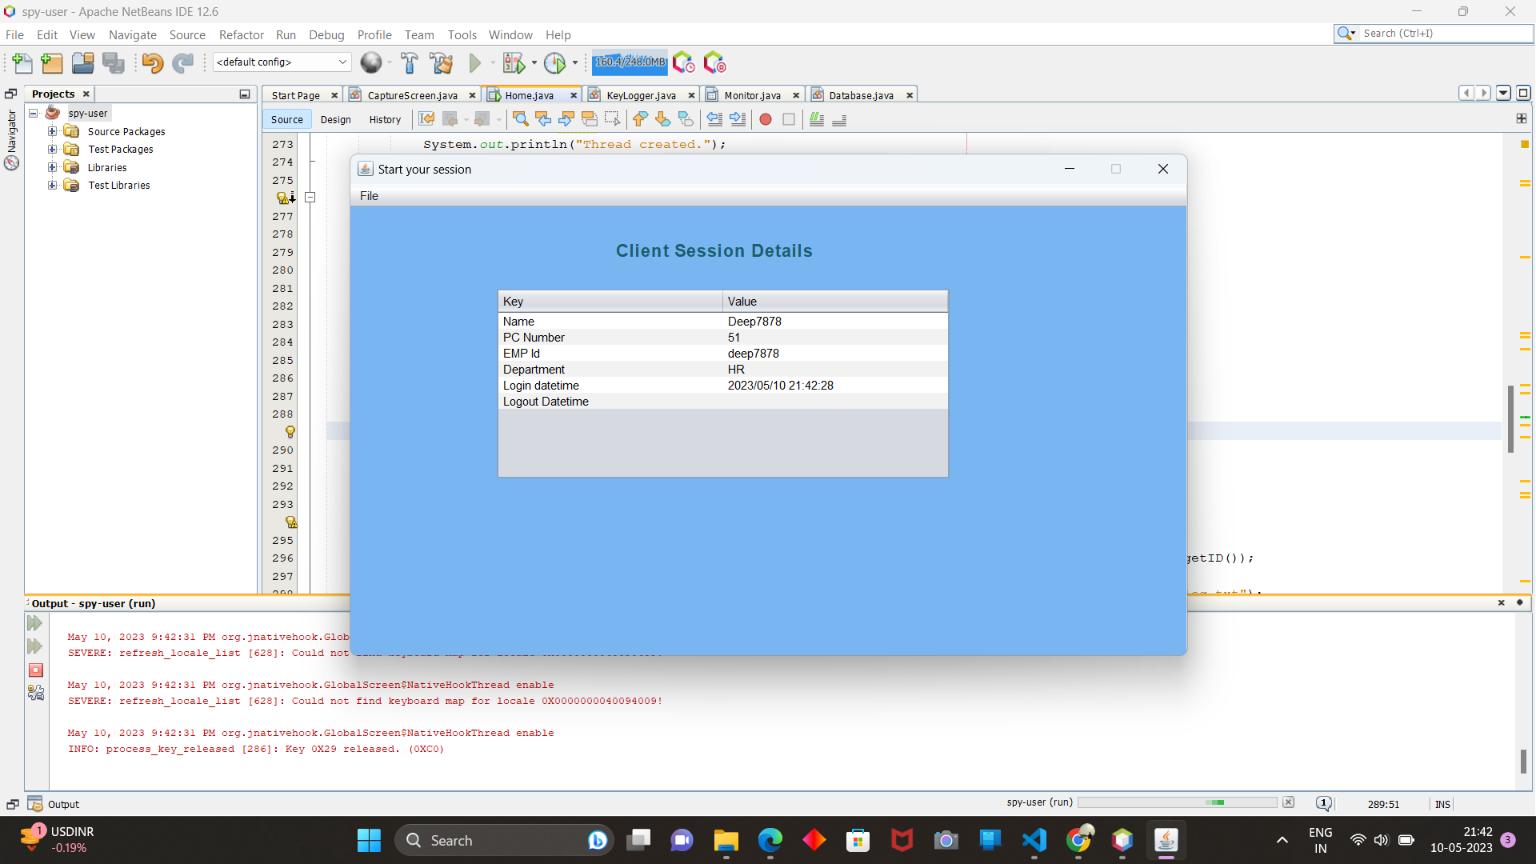 spy-user - Apache NetBeans IDE 12.6
File Edit View Navigate Source Refactor Run Debug Profile Team Tools Window Help
Search (Ctrl+I)
<default config>
160.4/248.0MB
Projects
Start Page CaptureScreen.java Home.java KeyLogger.java Monitor.java Database.java
Navigator
spy-user
Source Packages
Test Packages
Libraries
Test Libraries
Source Design History
273 System.out.println("Thread created.");
274
275
277
278
279
280
281
282
283
284
285
286
287
288
290
291
292
293
295
296 getID());
297
Start your session
File
Client Session Details
Key Value
Name Deep7878
PC Number 51
EMP Id deep7878
Department HR
Login datetime 2023/05/10 21:42:28
Logout Datetime
Output - spy-user (run)
May 10, 2023 9:42:31 PM org.jnativehook.Glob
SEVERE: refresh_locale_list [628]: Could not find keyboard map for locale
May 10, 2023 9:42:31 PM org.jnativehook.GlobalScreen$NativeHookThread enable
SEVERE: refresh_locale_list [628]: Could not find keyboard map for locale 0X0000000040094009!
May 10, 2023 9:42:31 PM org.jnativehook.GlobalScreen$NativeHookThread enable
INFO: process_key_released [286]: Key 0X29 released. (0XC0)
Output
spy-user (run)
1
289:51
INS
1
USDINR
-0.19%
Search
ENG
IN
21:42
10-05-2023
3